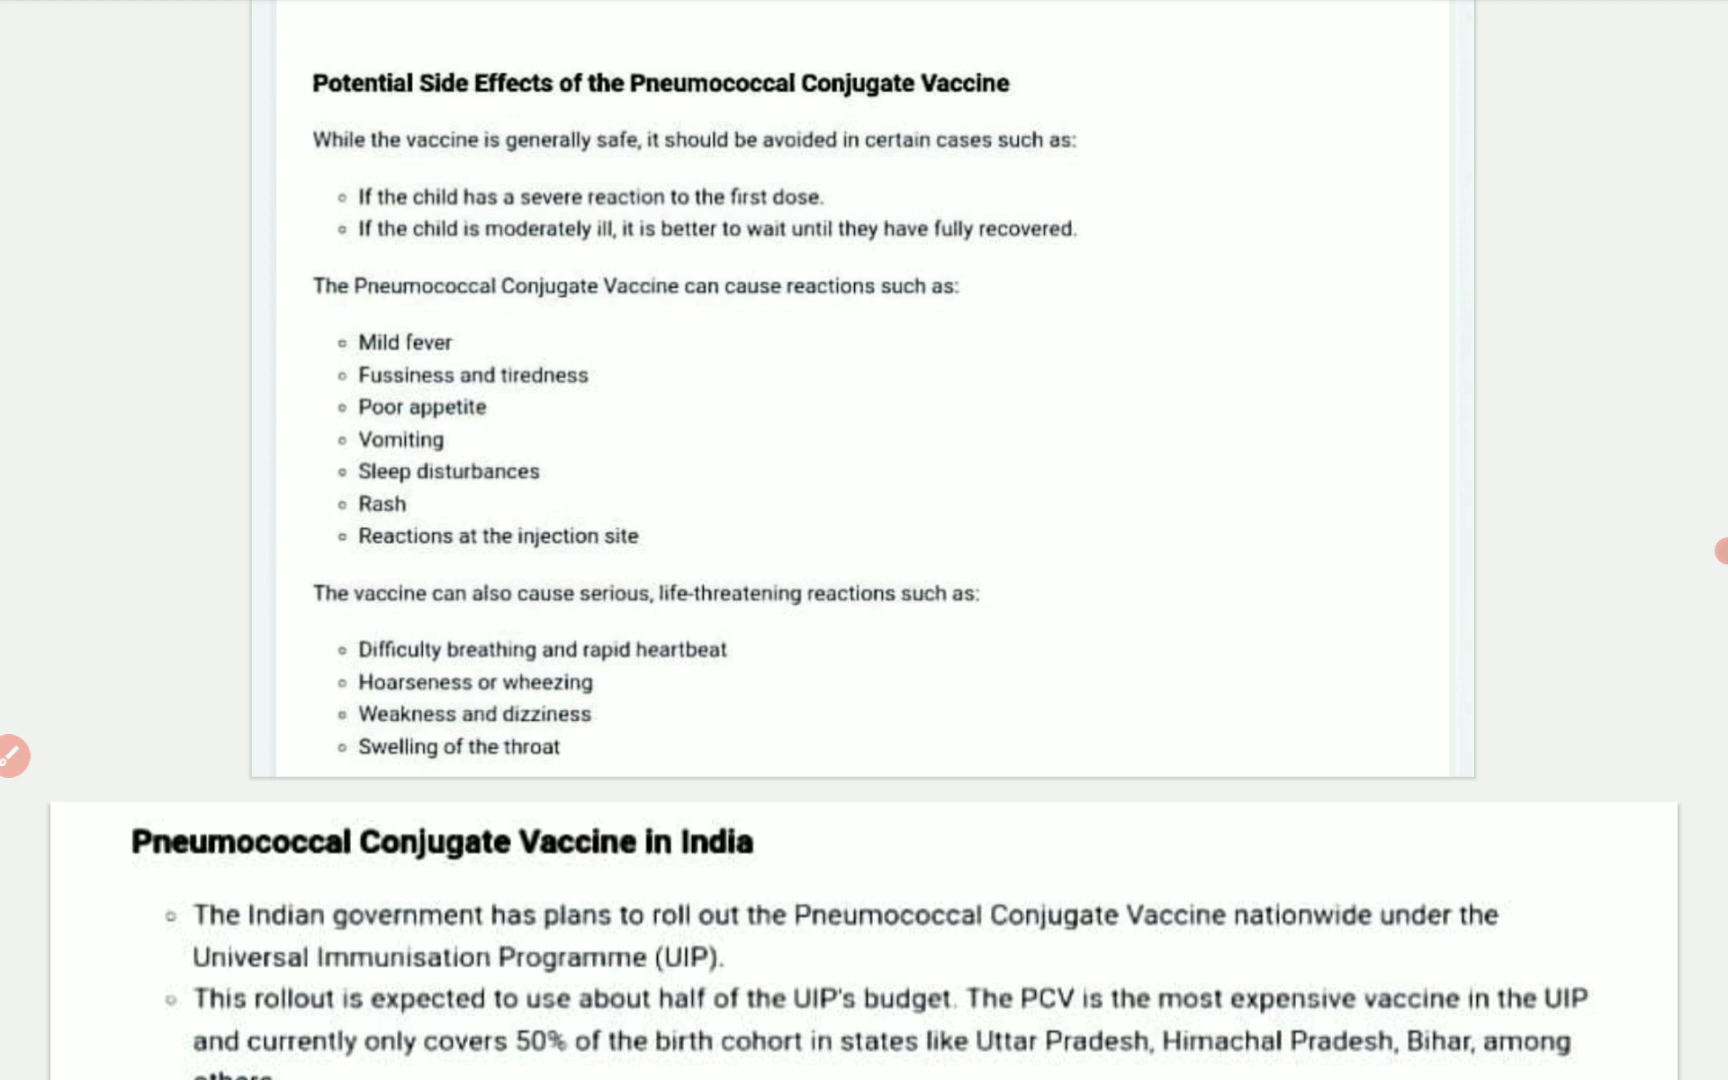 Potential Side Effects of the Pneumococcal Conjugate Vaccine
While the vaccine is generally safe, it should be avoided in certain cases such as:
If the child has a severe reaction to the first dose.
If the child is moderately ill, it is better to wait until they have fully recovered.
The Pneumococcal Conjugate Vaccine can cause reactions such as:
Mild fever
Fussiness and tiredness
Poor appetite
Vomiting
Sleep disturbances
Rash
Reactions at the injection site
The vaccine can also cause serious, life-threatening reactions such as:
Difficulty breathing and rapid heartbeat
Hoarseness or wheezing
Weakness and dizziness
Swelling of the throat
Pneumococcal Conjugate Vaccine in India
The Indian government has plans to roll out the Pneumococcal Conjugate Vaccine nationwide under the
Universal Immunisation Programme (UIP).
This rollout is expected to use about half of the UIP's budget. The PCV is the most expensive vaccine in the UIP
and currently only covers 50% of the birth cohort in states like Uttar Pradesh, Himachal Pradesh, Bihar, among